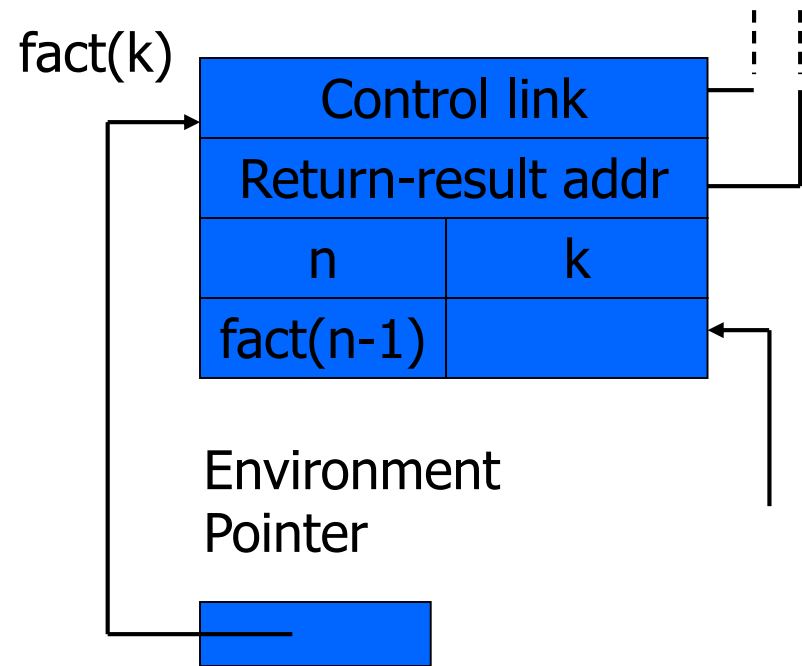 fact(k)
Control link
Return-result addr
n k
fact(n-1)
Environment
Pointer